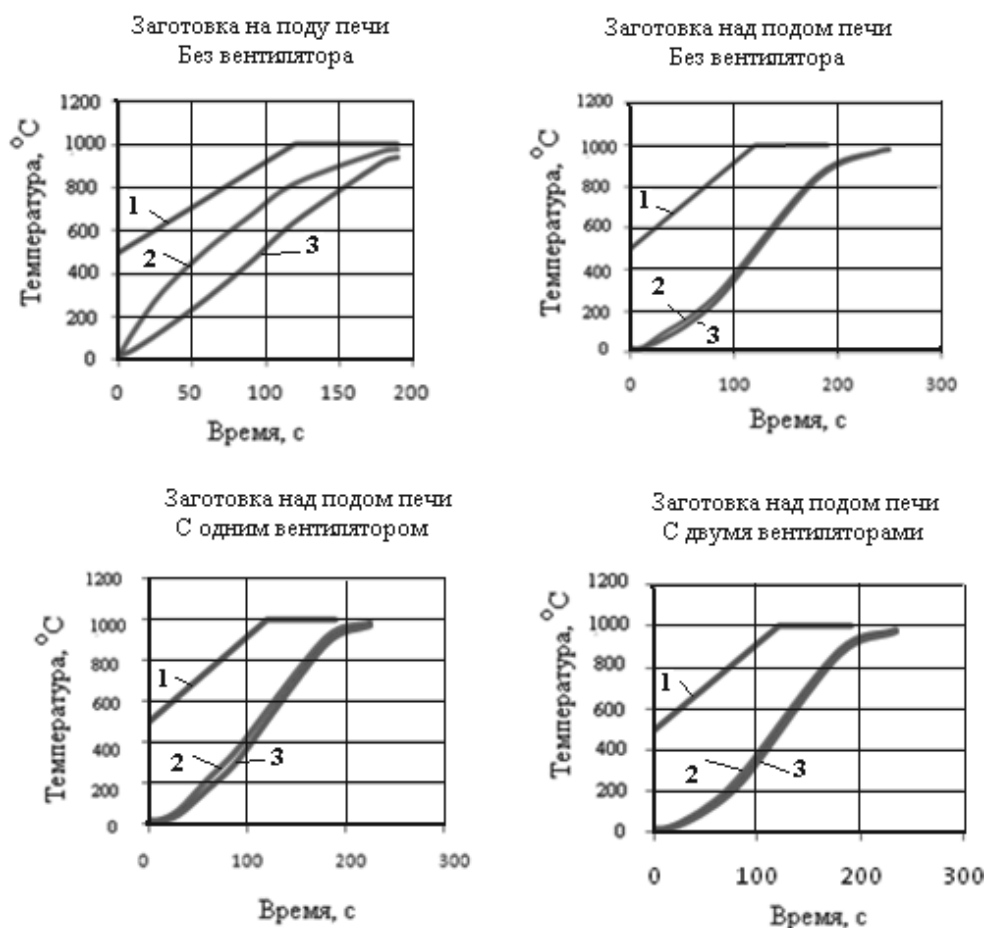 Заготовка на поду печи
Без вентилятора
Температура, °C
1200
1000
800
600
400
200
0
1
2
3
0 50 100 150 200
Время, с
Заготовка над подом печи
Без вентилятора
Температура, °C
1200
1000
800
600
400
200
0
1
2
3
0 100 200 300
Время, с
Заготовка над подом печи
С одним вентилятором
Температура, °C
1200
1000
800
600
400
200
0
1
2
3
0 100 200 300
Время, с
Заготовка над подом печи
С двумя вентиляторами
Температура, °C
1200
1000
800
600
400
200
0
1
2
3
0 100 200 300
Время, с